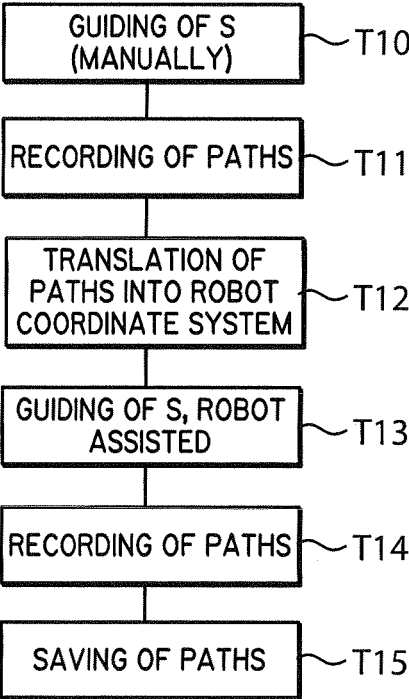 GUIDING OF S
(MANUALLY)
T10
RECORDING OF PATHS
T11
TRANSLATION OF
PATHS INTO ROBOT
COORDINATE SYSTEM
T12
GUIDING OF S, ROBOT
ASSISTED
T13
RECORDING OF PATHS
T14
SAVING OF PATHS
T15